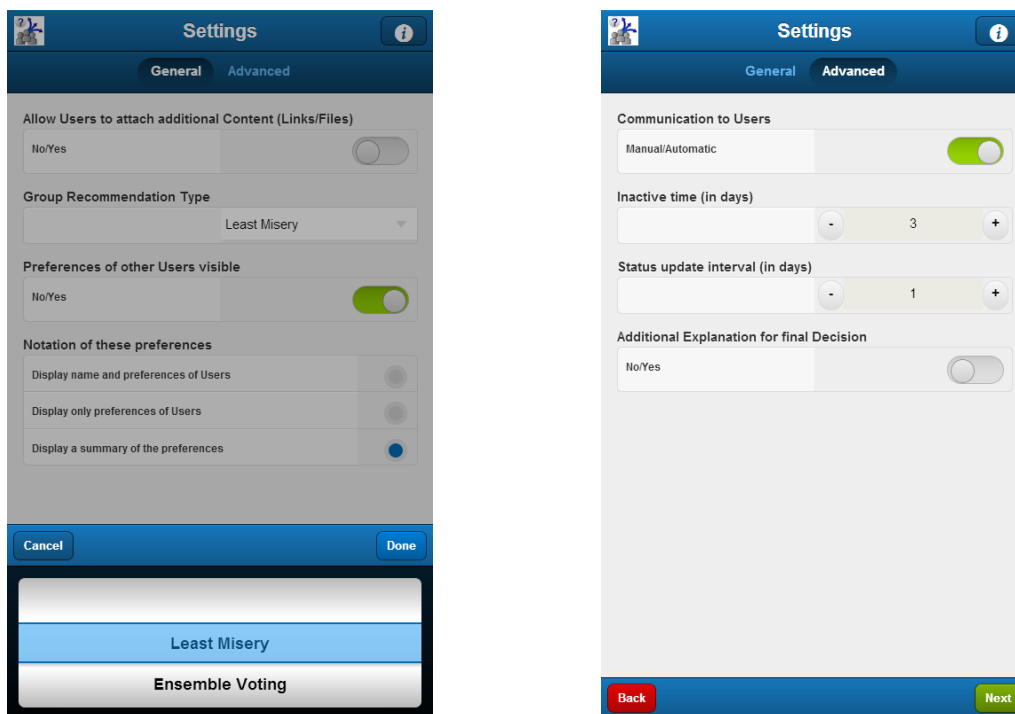 Settings
General Advanced
Allow Users to attach additional Content (Links/Files)
No/Yes
Group Recommendation Type
Least Misery
Preferences of other Users visible
No/Yes
Notation of these preferences
Display name and preferences of Users
Display only preferences of Users
Display a summary of the preferences
Cancel Done
Least Misery
Ensemble Voting
Settings
General Advanced
Communication to Users
Manual/Automatic
Inactive time (in days)
- 3 +
Status update interval (in days)
- 1 +
Additional Explanation for final Decision
No/Yes
Back Next